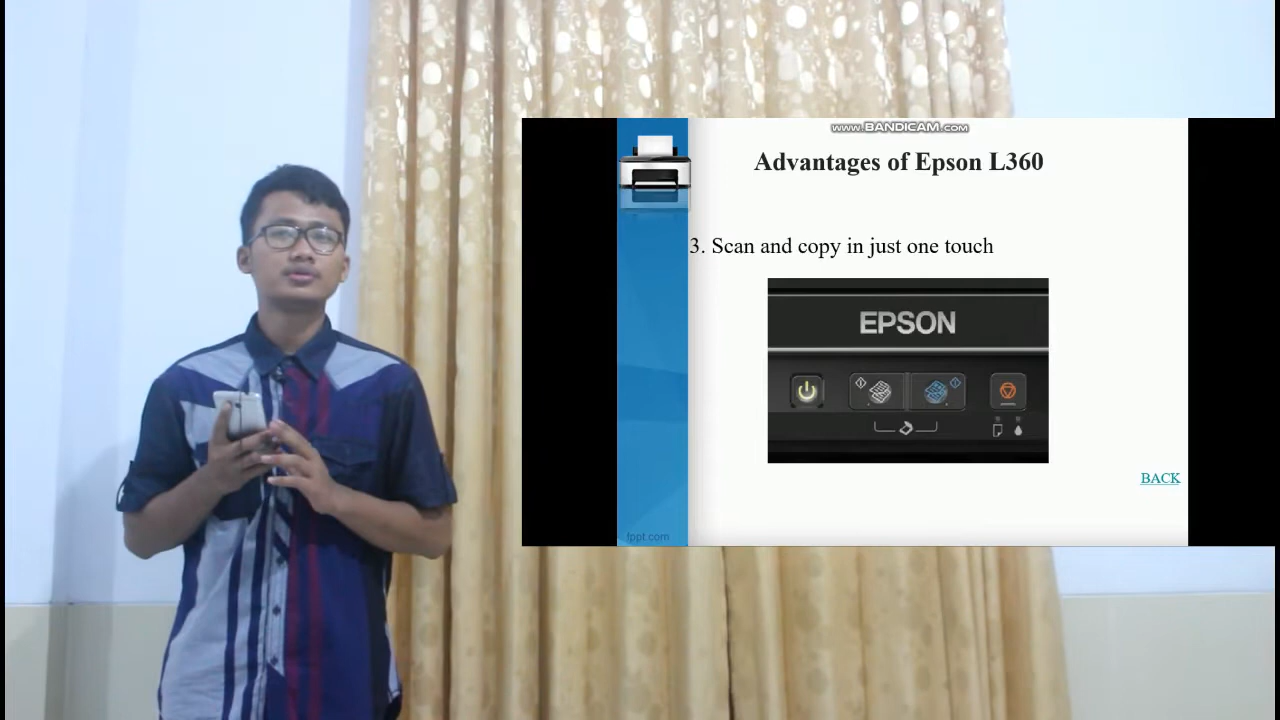 WWW.BANDICAM.COM
Advantages of Epson L360
3. Scan and copy in just one touch
EPSON
BACK
fppt.com